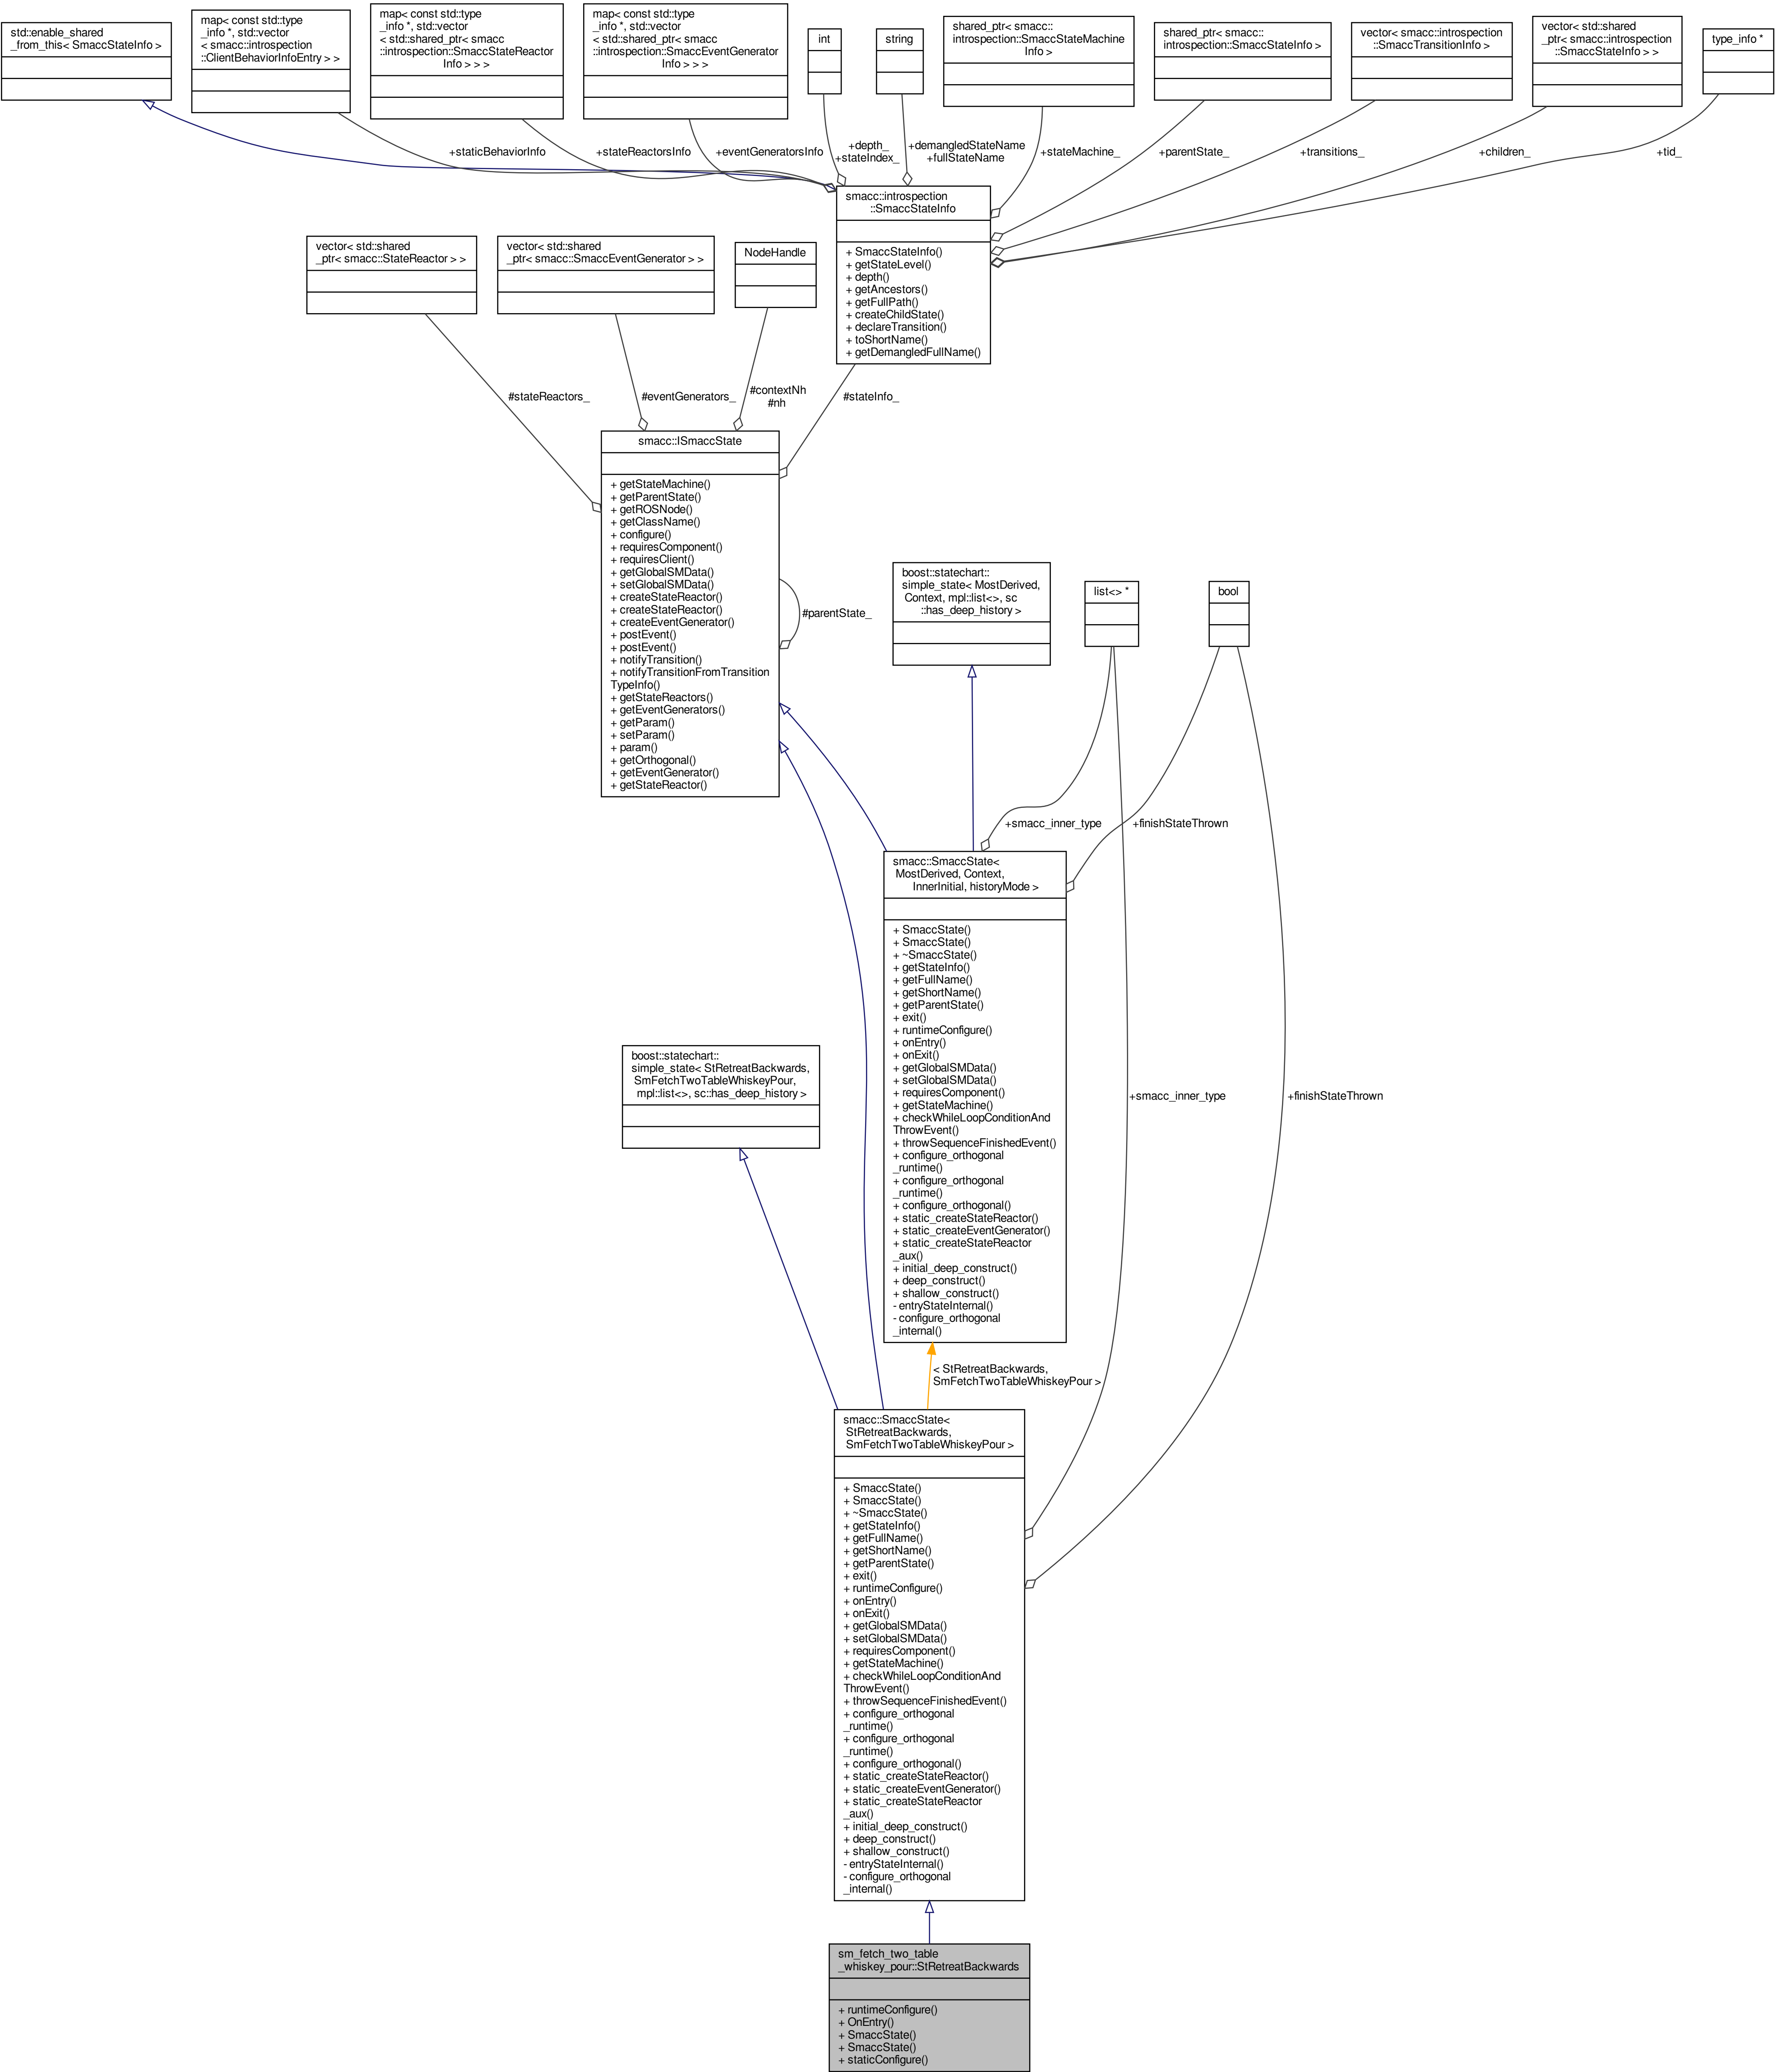 std::enable_shared
_from_this< SmaccStateInfo >
map< const std::type
_info *, std::vector
< smacc::introspection
::ClientBehaviorInfoEntry > >
map< const std::type
_info *, std::vector
< std::shared_ptr< smacc
::introspection::SmaccStateReactor
Info > > >
map< const std::type
_info *, std::vector
< std::shared_ptr< smacc
::introspection::SmaccEventGenerator
Info > > >
int
string
shared_ptr< smacc::
introspection::SmaccStateMachine
Info >
shared_ptr< smacc::
introspection::SmaccStateInfo >
vector< smacc::introspection
::SmaccTransitionInfo >
vector< std::shared
_ptr< smacc::introspection
::SmaccStateInfo > >
type_info *
+staticBehaviorInfo
+stateReactorsInfo
+eventGeneratorsInfo
+depth_
+stateIndex_
+demangledStateName
+fullStateName
+stateMachine_
+parentState_
+transitions_
+children_
+tid_
smacc::introspection
::SmaccStateInfo
+ SmaccStateInfo()
+ getStateLevel()
+ depth()
+ getAncestors()
+ getFullPath()
+ createChildState()
+ declareTransition()
+ toShortName()
+ getDemangledFullName()
vector< std::shared
_ptr< smacc::StateReactor > >
vector< std::shared
_ptr< smacc::SmaccEventGenerator > >
NodeHandle
#stateReactors_
#eventGenerators_
#contextNh
#nh
#stateInfo_
smacc::ISmaccState
+ getStateMachine()
+ getParentState()
+ getROSNode()
+ getClassName()
+ configure()
+ requiresComponent()
+ requiresClient()
+ getGlobalSMData()
+ setGlobalSMData()
+ createStateReactor()
+ createStateReactor()
+ createEventGenerator()
+ postEvent()
+ postEvent()
+ notifyTransition()
+ notifyTransitionFromTransition
TypeInfo()
+ getStateReactors()
+ getEventGenerators()
+ getParam()
+ setParam()
+ param()
+ getOrthogonal()
+ getEventGenerator()
+ getStateReactor()
#parentState_
boost::statechart::
simple_state< MostDerived,
Context, mpl::list<>, sc
::has_deep_history >
list<> *
bool
+smacc_inner_type
+finishStateThrown
smacc::SmaccState<
MostDerived, Context,
InnerInitial, historyMode >
+ SmaccState()
+ SmaccState()
+ ~SmaccState()
+ getStateInfo()
+ getFullName()
+ getShortName()
+ getParentState()
+ exit()
+ runtimeConfigure()
+ onEntry()
+ onExit()
+ getGlobalSMData()
+ setGlobalSMData()
+ requiresComponent()
+ getStateMachine()
+ checkWhileLoopConditionAnd
ThrowEvent()
+ throwSequenceFinishedEvent()
+ configure_orthogonal
_runtime()
+ configure_orthogonal
_runtime()
+ configure_orthogonal()
+ static_createStateReactor()
+ static_createEventGenerator()
+ static_createStateReactor
_aux()
+ initial_deep_construct()
+ deep_construct()
+ shallow_construct()
- entryStateInternal()
- configure_orthogonal
_internal()
boost::statechart::
simple_state< StRetreatBackwards,
SmFetchTwoTableWhiskeyPour,
mpl::list<>, sc::has_deep_history >
+smacc_inner_type
+finishStateThrown
< StRetreatBackwards,
SmFetchTwoTableWhiskeyPour >
smacc::SmaccState<
StRetreatBackwards,
SmFetchTwoTableWhiskeyPour >
+ SmaccState()
+ SmaccState()
+ ~SmaccState()
+ getStateInfo()
+ getFullName()
+ getShortName()
+ getParentState()
+ exit()
+ runtimeConfigure()
+ onEntry()
+ onExit()
+ getGlobalSMData()
+ setGlobalSMData()
+ requiresComponent()
+ getStateMachine()
+ checkWhileLoopConditionAnd
ThrowEvent()
+ throwSequenceFinishedEvent()
+ configure_orthogonal
_runtime()
+ configure_orthogonal
_runtime()
+ configure_orthogonal()
+ static_createStateReactor()
+ static_createEventGenerator()
+ static_createStateReactor
_aux()
+ initial_deep_construct()
+ deep_construct()
+ shallow_construct()
- entryStateInternal()
- configure_orthogonal
_internal()
sm_fetch_two_table
_whiskey_pour::StRetreatBackwards
+ runtimeConfigure()
+ OnEntry()
+ SmaccState()
+ SmaccState()
+ staticConfigure()